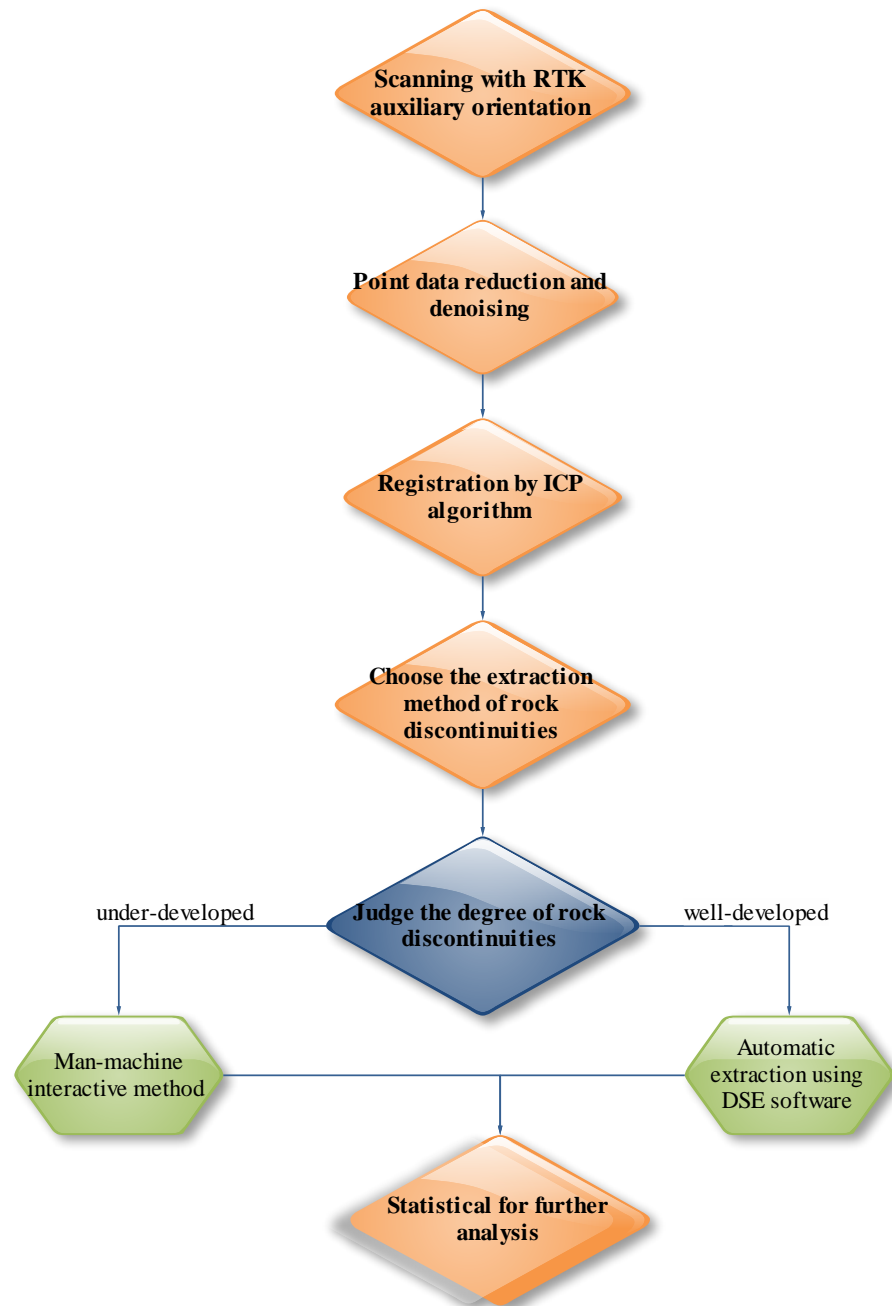 Scanning with RTK
auxiliary orientation
Point data reduction and
denoising
Registration by ICP
algorithm
Choose the extraction
method of rock
discontinuities
under-developed
Judge the degree of rock
discontinuities
well-developed
Man-machine
interactive method
Automatic
extraction using
DSE software
Statistical for further
analysis